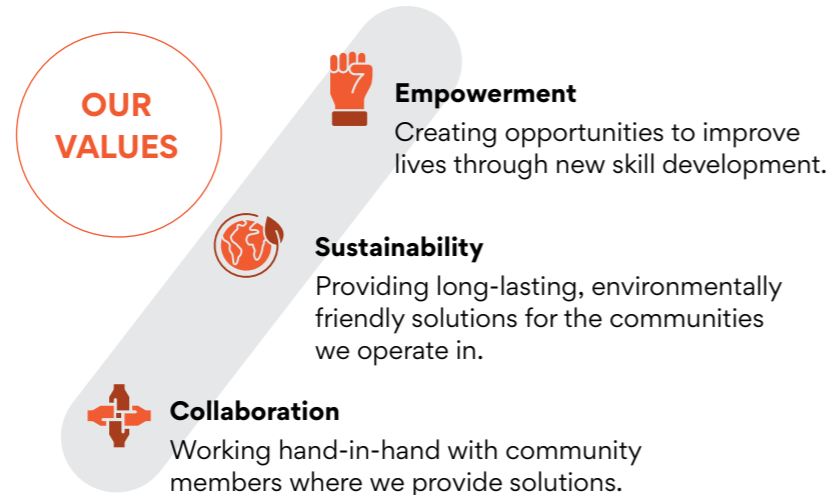 OUR
VALUES
Empowerment
Creating opportunities to improve
lives through new skill development.
Sustainability
Providing long-lasting, environmentally
friendly solutions for the communities
we operate in.
Collaboration
Working hand-in-hand with community
members where we provide solutions.